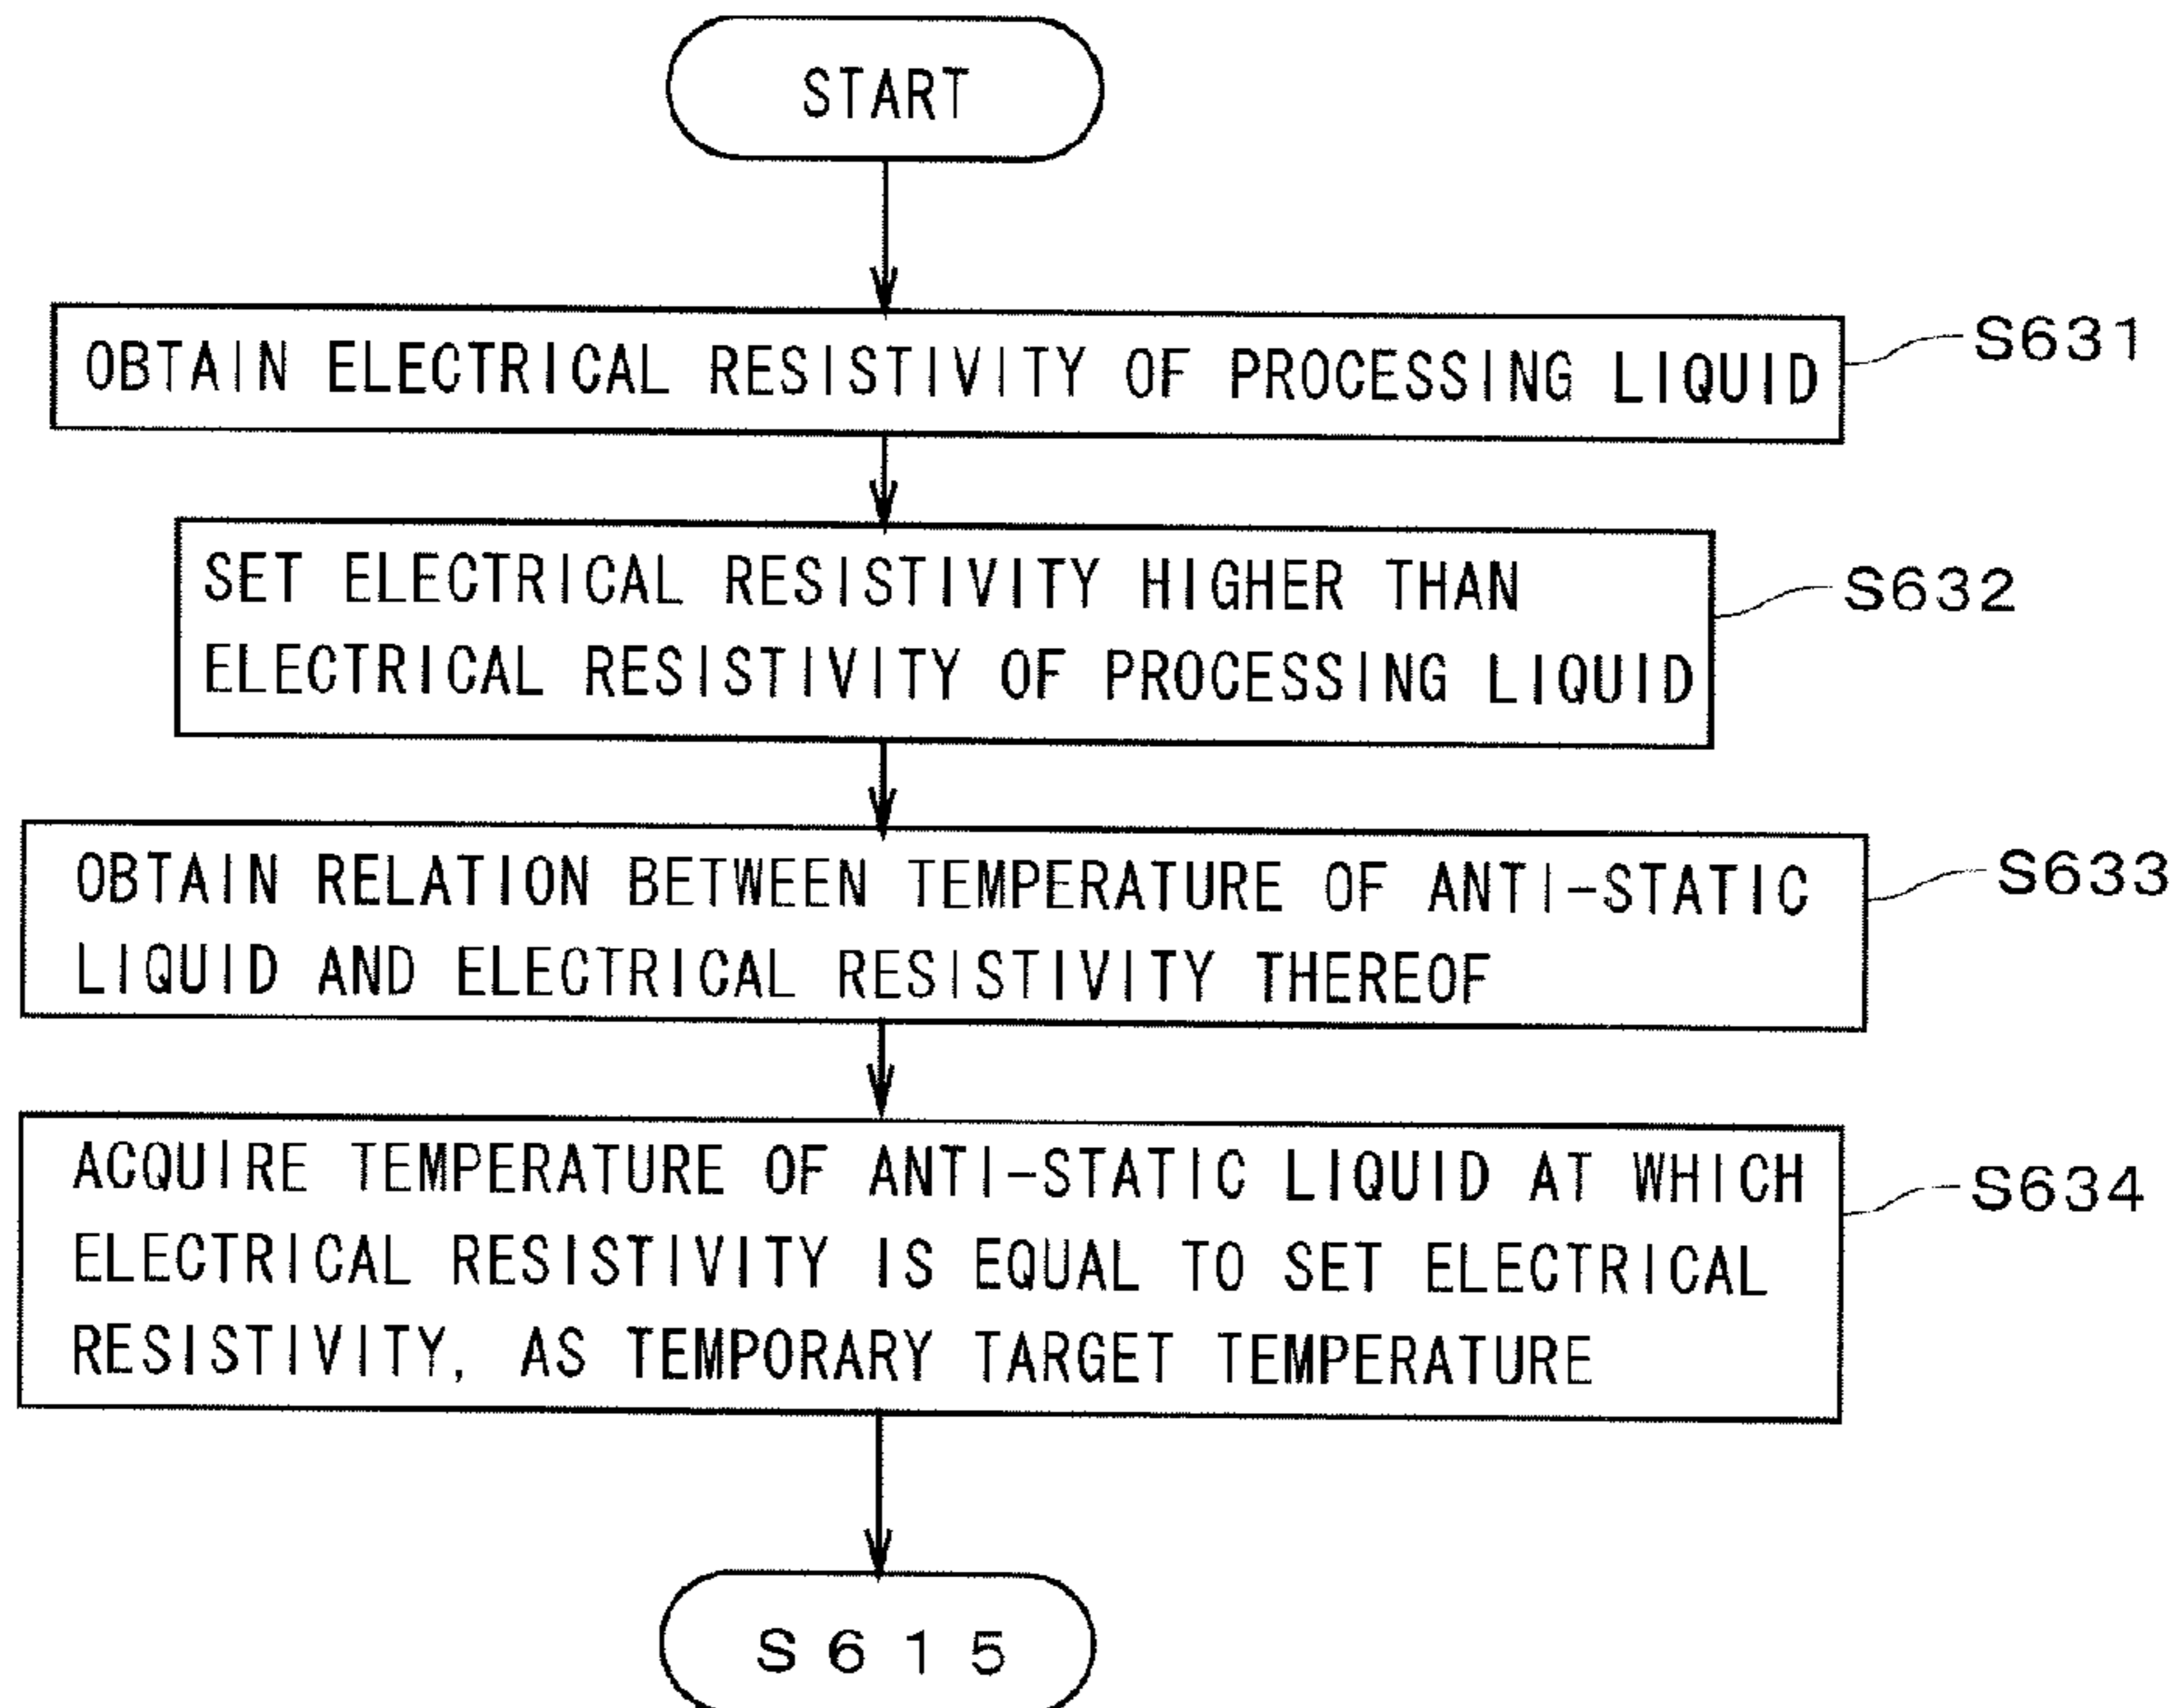 START
OBTAIN ELECTRICAL RESISTIVITY OF PROCESSING LIQUID
S631
SET ELECTRICAL RESISTIVITY HIGHER THAN
ELECTRICAL RESISTIVITY OF PROCESSING LIQUID
S632
OBTAIN RELATION BETWEEN TEMPERATURE OF ANTI-STATIC
LIQUID AND ELECTRICAL RESISTIVITY THEREOF
S633
ACQUIRE TEMPERATURE OF ANTI-STATIC LIQUID AT WHICH
ELECTRICAL RESISTIVITY IS EQUAL TO SET ELECTRICAL
RESISTIVITY, AS TEMPORARY TARGET TEMPERATURE
S634
S615